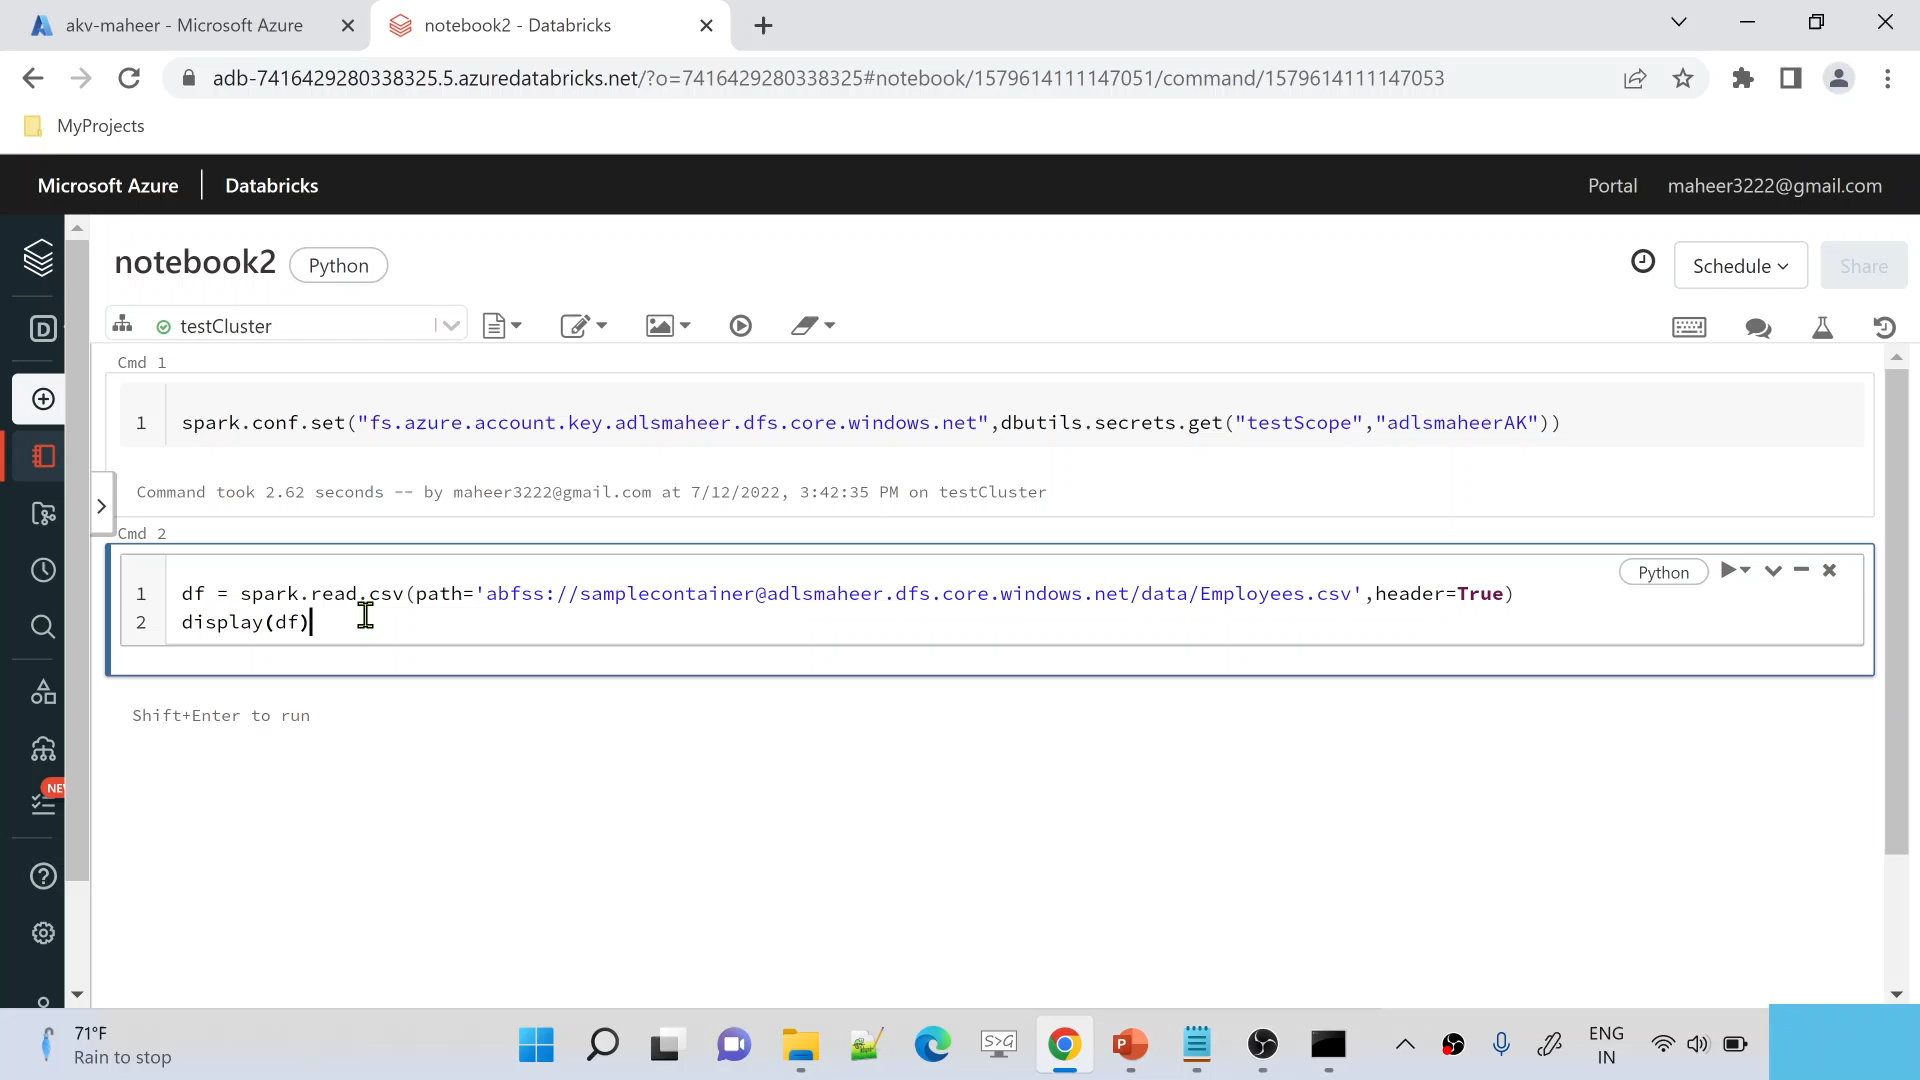 akv-maheer - Microsoft Azure
notebook2 - Databricks
adb-7416429280338325.5.azuredatabricks.net/?o=7416429280338325#notebook/1579614111147051/command/1579614111147053
MyProjects
Microsoft Azure
Databricks
Portal
maheer3222@gmail.com
D
notebook2
Python
Schedule
Share
testCluster
Cmd 1
1
spark.conf.set("fs.azure.account.key.adlsmaheer.dfs.core.windows.net",dbutils.secrets.get("testScope","adlsmaheerAK"))
Command took 2.62 seconds -- by maheer3222@gmail.com at 7/12/2022, 3:42:35 PM on testCluster
Cmd 2
Python
1
df = spark.read.csv(path='abfss://samplecontainer@adlsmaheer.dfs.core.windows.net/data/Employees.csv',header=True)
2
display(df)
Shift+Enter to run
NEW
71°F
Rain to stop
S>G
P
ENG
IN